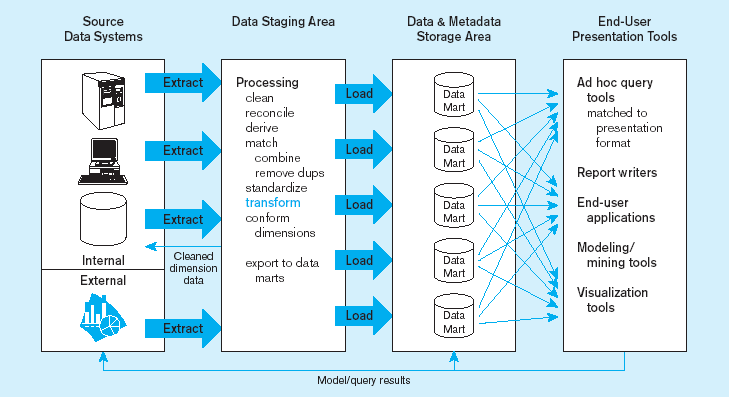 Source
Data Systems
Data Staging Area
Data & Metadata
Storage Area
End-User
Presentation Tools
Extract
Extract
Extract
Extract
Internal
External
Cleaned
dimension
data
Processing
clean
reconcile
derive
match
combine
remove dups
standardize
transform
conform
dimensions
export to data
marts
Load
Load
Load
Load
Load
Data
Mart
Data
Mart
Data
Mart
Data
Mart
Data
Mart
Ad hoc query
tools
matched to
presentation
format
Report writers
End-user
applications
Modeling/
mining tools
Visualization
tools
Model/query results